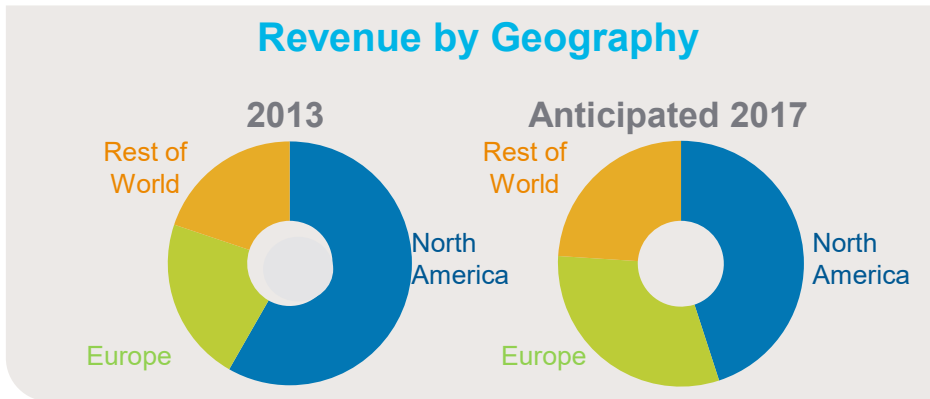 Revenue by Geography
2013
Rest of
World
North
America
Europe
Anticipated 2017
Rest of
World
North
America
Europe